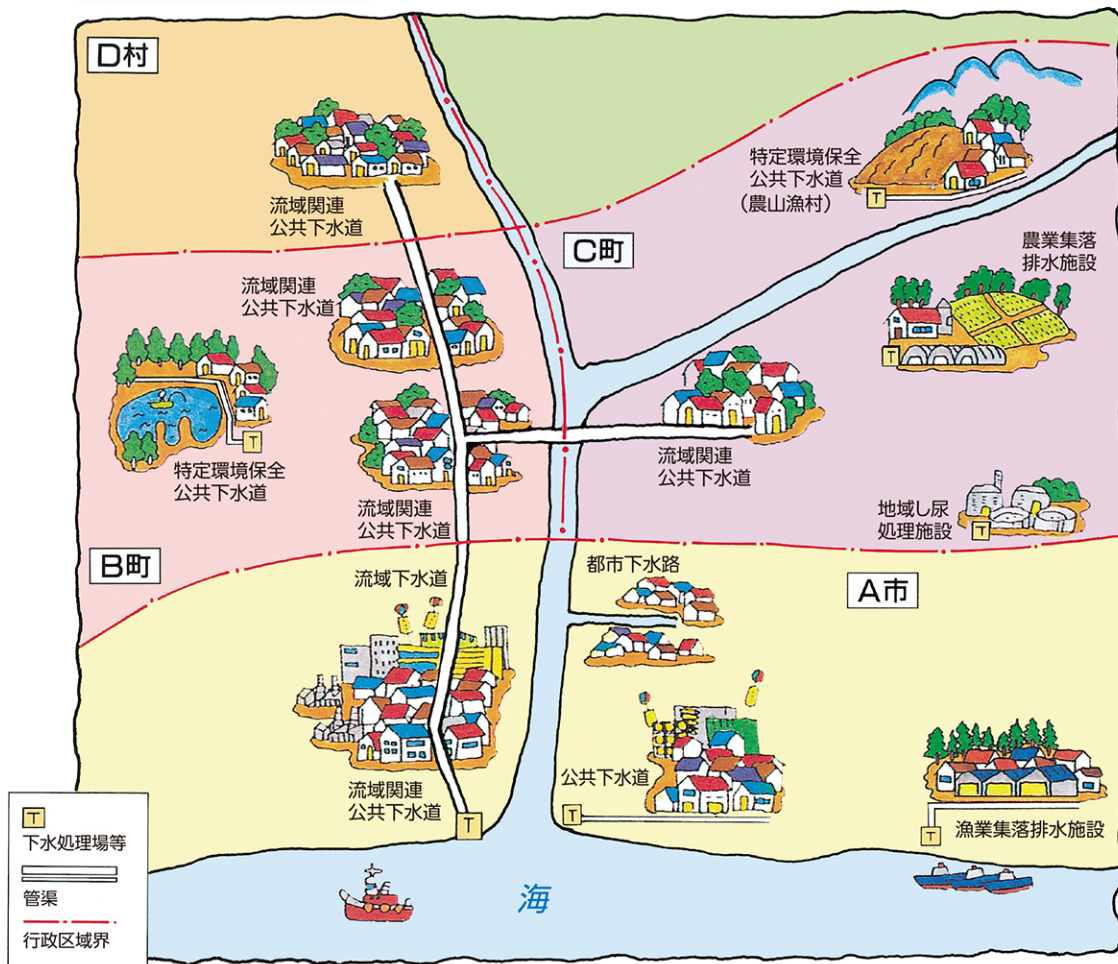 D村
流域関連
公共下水道
特定環境保全
公共下水道
(農山漁村)
T
C町
農業集落
排水施設
T
流域関連
公共下水道
T
特定環境保全
公共下水道
流域関連
公共下水道
流域関連
公共下水道
地域し尿
処理施設
T
B町
流域下水道
都市下水路
A市
流域関連
公共下水道
T
公共下水道
T
漁業集落排水施設
T
海
T
下水処理場等
管渠
行政区域界